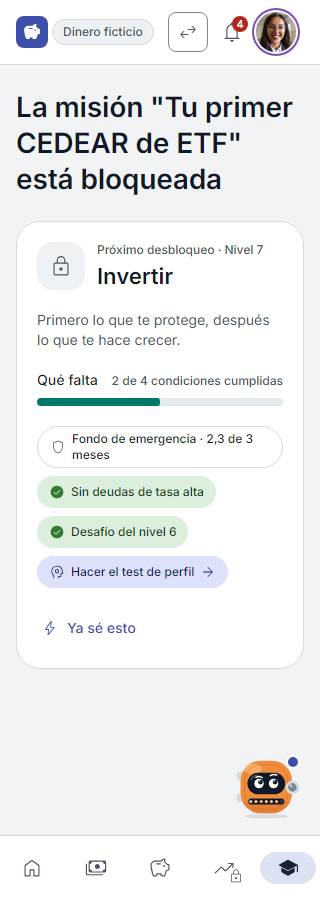 Dinero ficticio
4
La misión "Tu primer
CEDEAR de ETF"
está bloqueada
Próximo desbloqueo · Nivel 7
Invertir
Primero lo que te protege, después
lo que te hace crecer.
Qué falta
2 de 4 condiciones cumplidas
Fondo de emergencia · 2,3 de 3
meses
Sin deudas de tasa alta
Desafío del nivel 6
Hacer el test de perfil
Ya sé esto